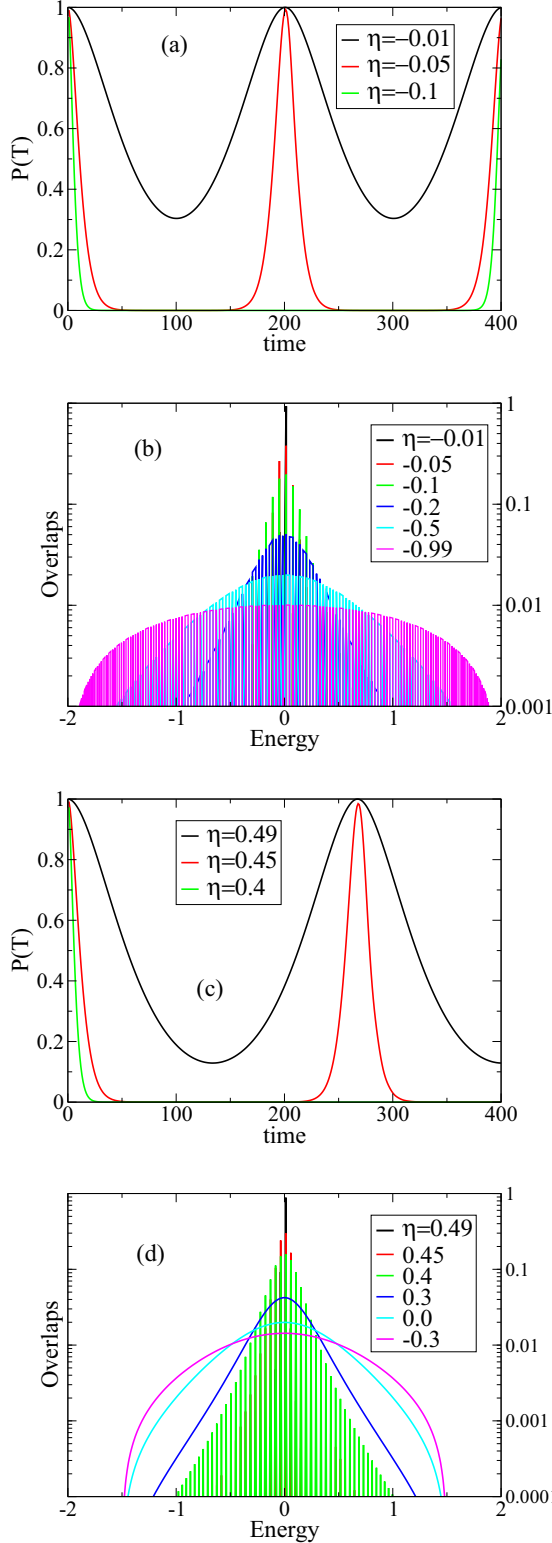 (a)
η=−0.01
η=−0.05
η=−0.1
P(T)
1
0.8
0.6
0.4
0.2
0
0 100 200 300 400
time
(b)
η=−0.01
-0.05
-0.1
-0.2
-0.5
-0.99
Overlaps
1
0.1
0.01
0.001
-2 -1 0 1 2
Energy
η=0.49
η=0.45
η=0.4
(c)
P(T)
1
0.8
0.6
0.4
0.2
0
0 100 200 300 400
time
(d)
η=0.49
0.45
0.4
0.3
0.0
-0.3
Overlaps
1
0.1
0.01
0.001
0.0001
-2 -1 0 1 2
Energy